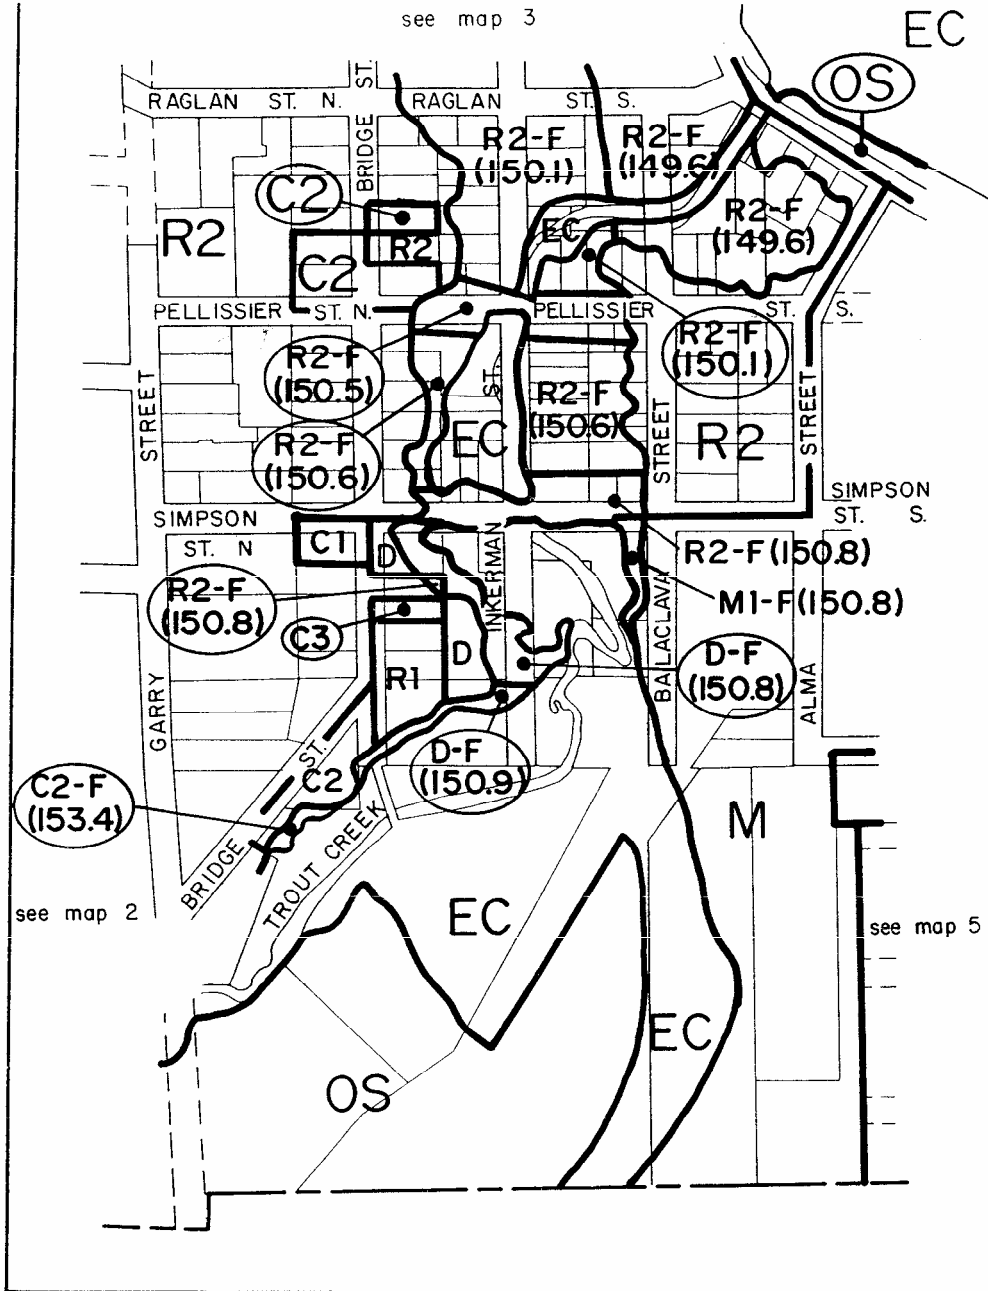 see map 3
EC
OS
RAGLAN ST. N.
BRIDGE ST.
RAGLAN ST. S.
R2-F
(150.1)
R2-F
(149.6)
C2
R2
R2
C2
EC
R2-F
(149.6)
PELLISSIER ST. N.
PELLISSIER ST. S.
R2-F
(150.5)
R2-F
(150.1)
STREET
ST.
R2-F
(150.6)
STREET
STREET
R2-F
(150.6)
EC
R2
SIMPSON
ST. S.
SIMPSON
ST. N
C1
D
INKERMAN
R2-F(150.8)
R2-F
(150.8)
M1-F(150.8)
C3
D
BALACLAVA
D-F
(150.8)
ALMA
R1
GARRY
D-F
(150.9)
ST.
C2
C2-F
(153.4)
M
BRIDGE
TROUT CREEK
see map 2
EC
see map 5
EC
OS